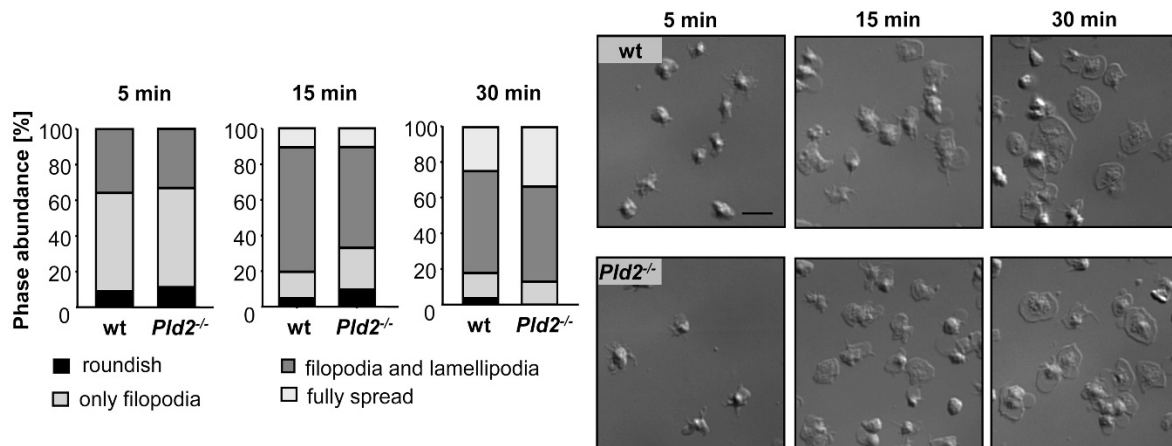 5 min
15 min
30 min
Phase abundance [%]
100
80
60
40
20
0
wt
Pld2-/-
100
80
60
40
20
0
wt
Pld2-/-
100
80
60
40
20
0
wt
Pld2-/-
roundish
only filopodia
filopodia and lamellipodia
fully spread
5 min
15 min
30 min
wt
Pld2-/-